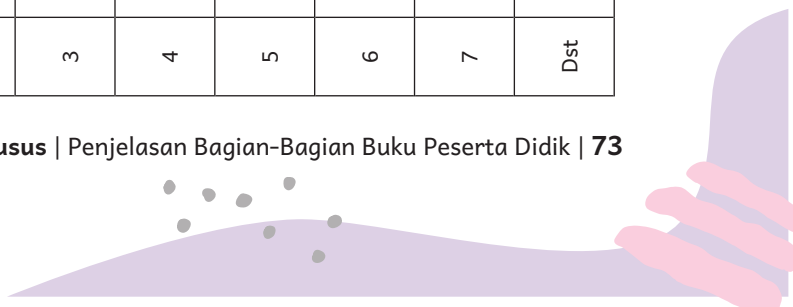 3 4 5 6 7 Dst
usus | Penjelasan Bagian-Bagian Buku Peserta Didik | 73